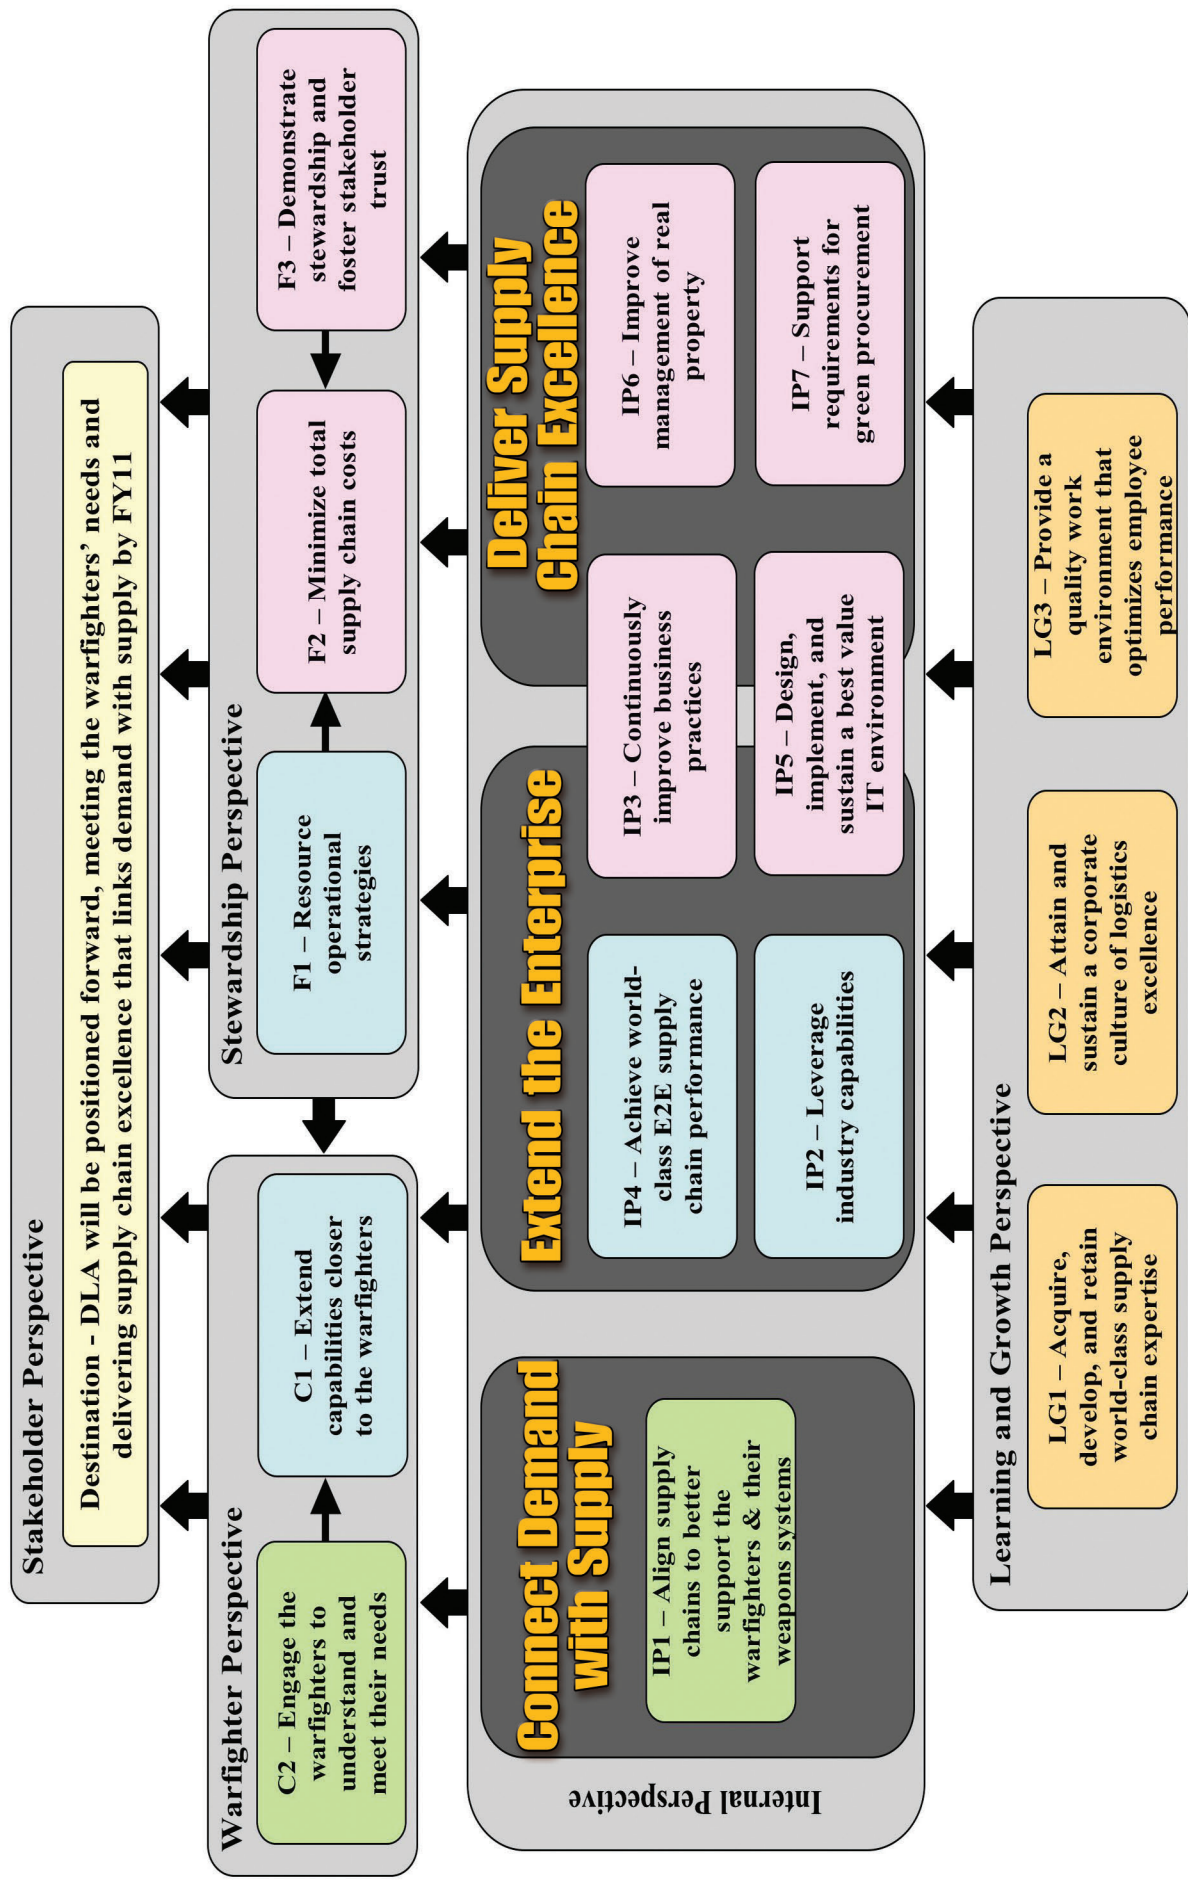 Stakeholder Perspective
Destination - DLA will be positioned forward, meeting the warfighters’ needs and
delivering supply chain excellence that links demand with supply by FY11
Warfighter Perspective
C2 – Engage the
warfighters to
understand and
meet their needs
C1 – Extend
capabilities closer
to the warfighters
Stewardship Perspective
F1 – Resource
operational
strategies
F2 – Minimize total
supply chain costs
F3 – Demonstrate
stewardship and
foster stakeholder
trust
Internal Perspective
Connect Demand
with Supply
IP1 – Align supply
chains to better
support the
warfighters & their
weapons systems
Extend the Enterprise
IP4 – Achieve world-
class E2E supply
chain performance
IP2 – Leverage
industry capabilities
IP3 – Continuously
improve business
practices
IP5 – Design,
implement, and
sustain a best value
IT environment
Deliver Supply
Chain Excellence
IP6 – Improve
management of real
property
IP7 – Support
requirements for
green procurement
Learning and Growth Perspective
LG1 – Acquire,
develop, and retain
world-class supply
chain expertise
LG2 – Attain and
sustain a corporate
culture of logistics
excellence
LG3 – Provide a
quality work
environment that
optimizes employee
performance